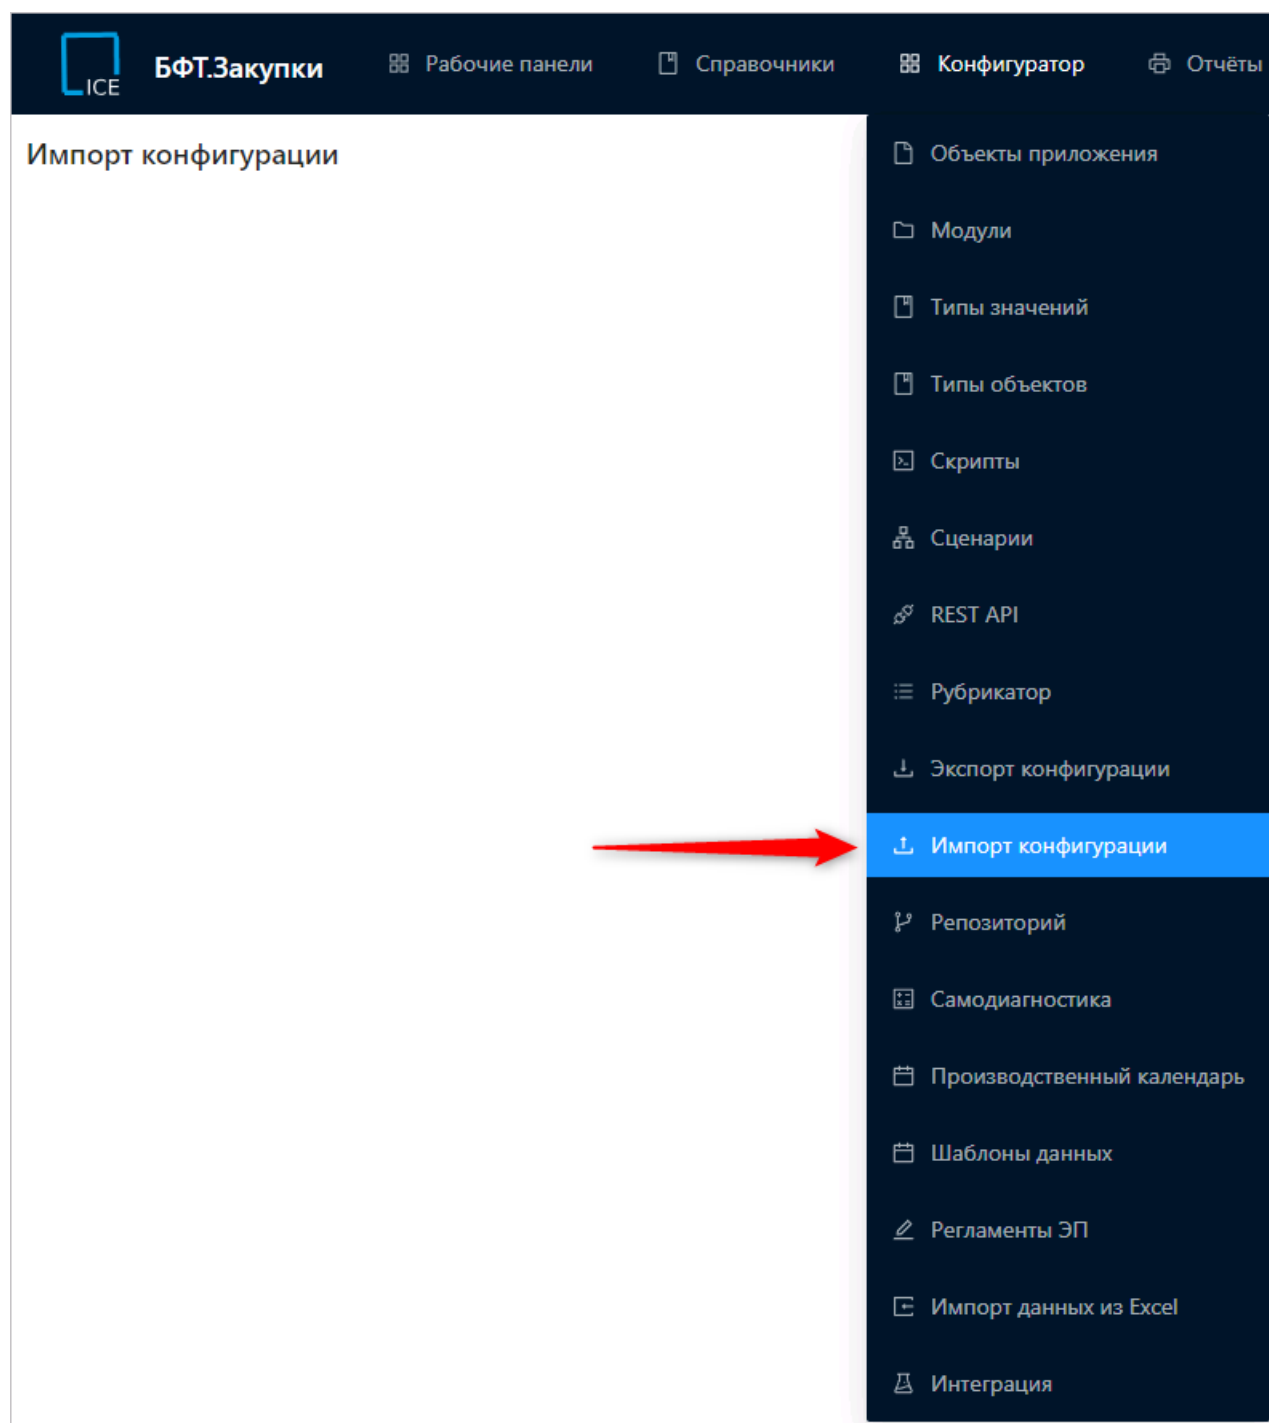 ICE
БФТ.Закупки
Рабочие панели
Справочники
Конфигуратор
Отчёты
Импорт конфигурации
Объекты приложения
Модули
Типы значений
Типы объектов
Скрипты
Сценарии
REST API
Рубрикатор
Экспорт конфигурации
Импорт конфигурации
Репозиторий
Самодиагностика
Производственный календарь
Шаблоны данных
Регламенты ЭП
Импорт данных из Excel
Интеграция